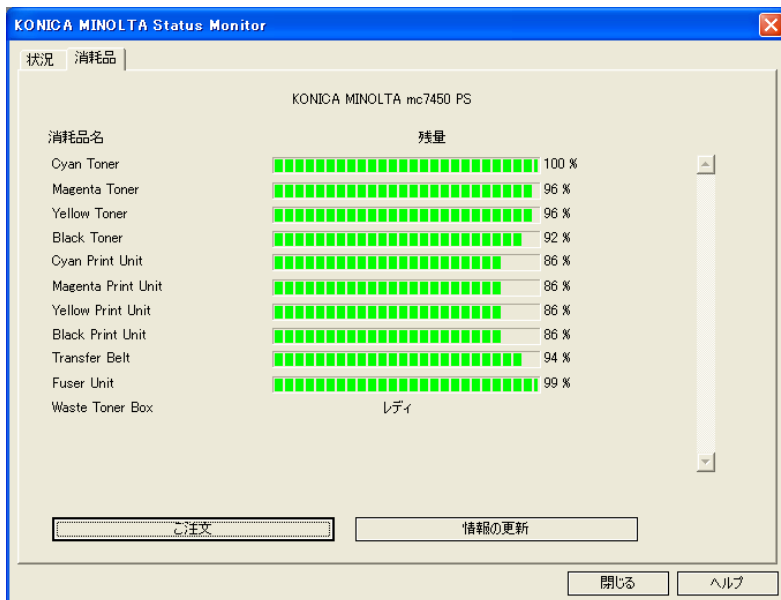 KONICA MINOLTA Status Monitor
状況 消耗品
KONICA MINOLTA mc7450 PS
消耗品名 残量
Cyan Toner 100 %
Magenta Toner 96 %
Yellow Toner 96 %
Black Toner 92 %
Cyan Print Unit 86 %
Magenta Print Unit 86 %
Yellow Print Unit 86 %
Black Print Unit 86 %
Transfer Belt 94 %
Fuser Unit 99 %
Waste Toner Box レディ
ご注文 情報の更新
閉じる ヘルプ